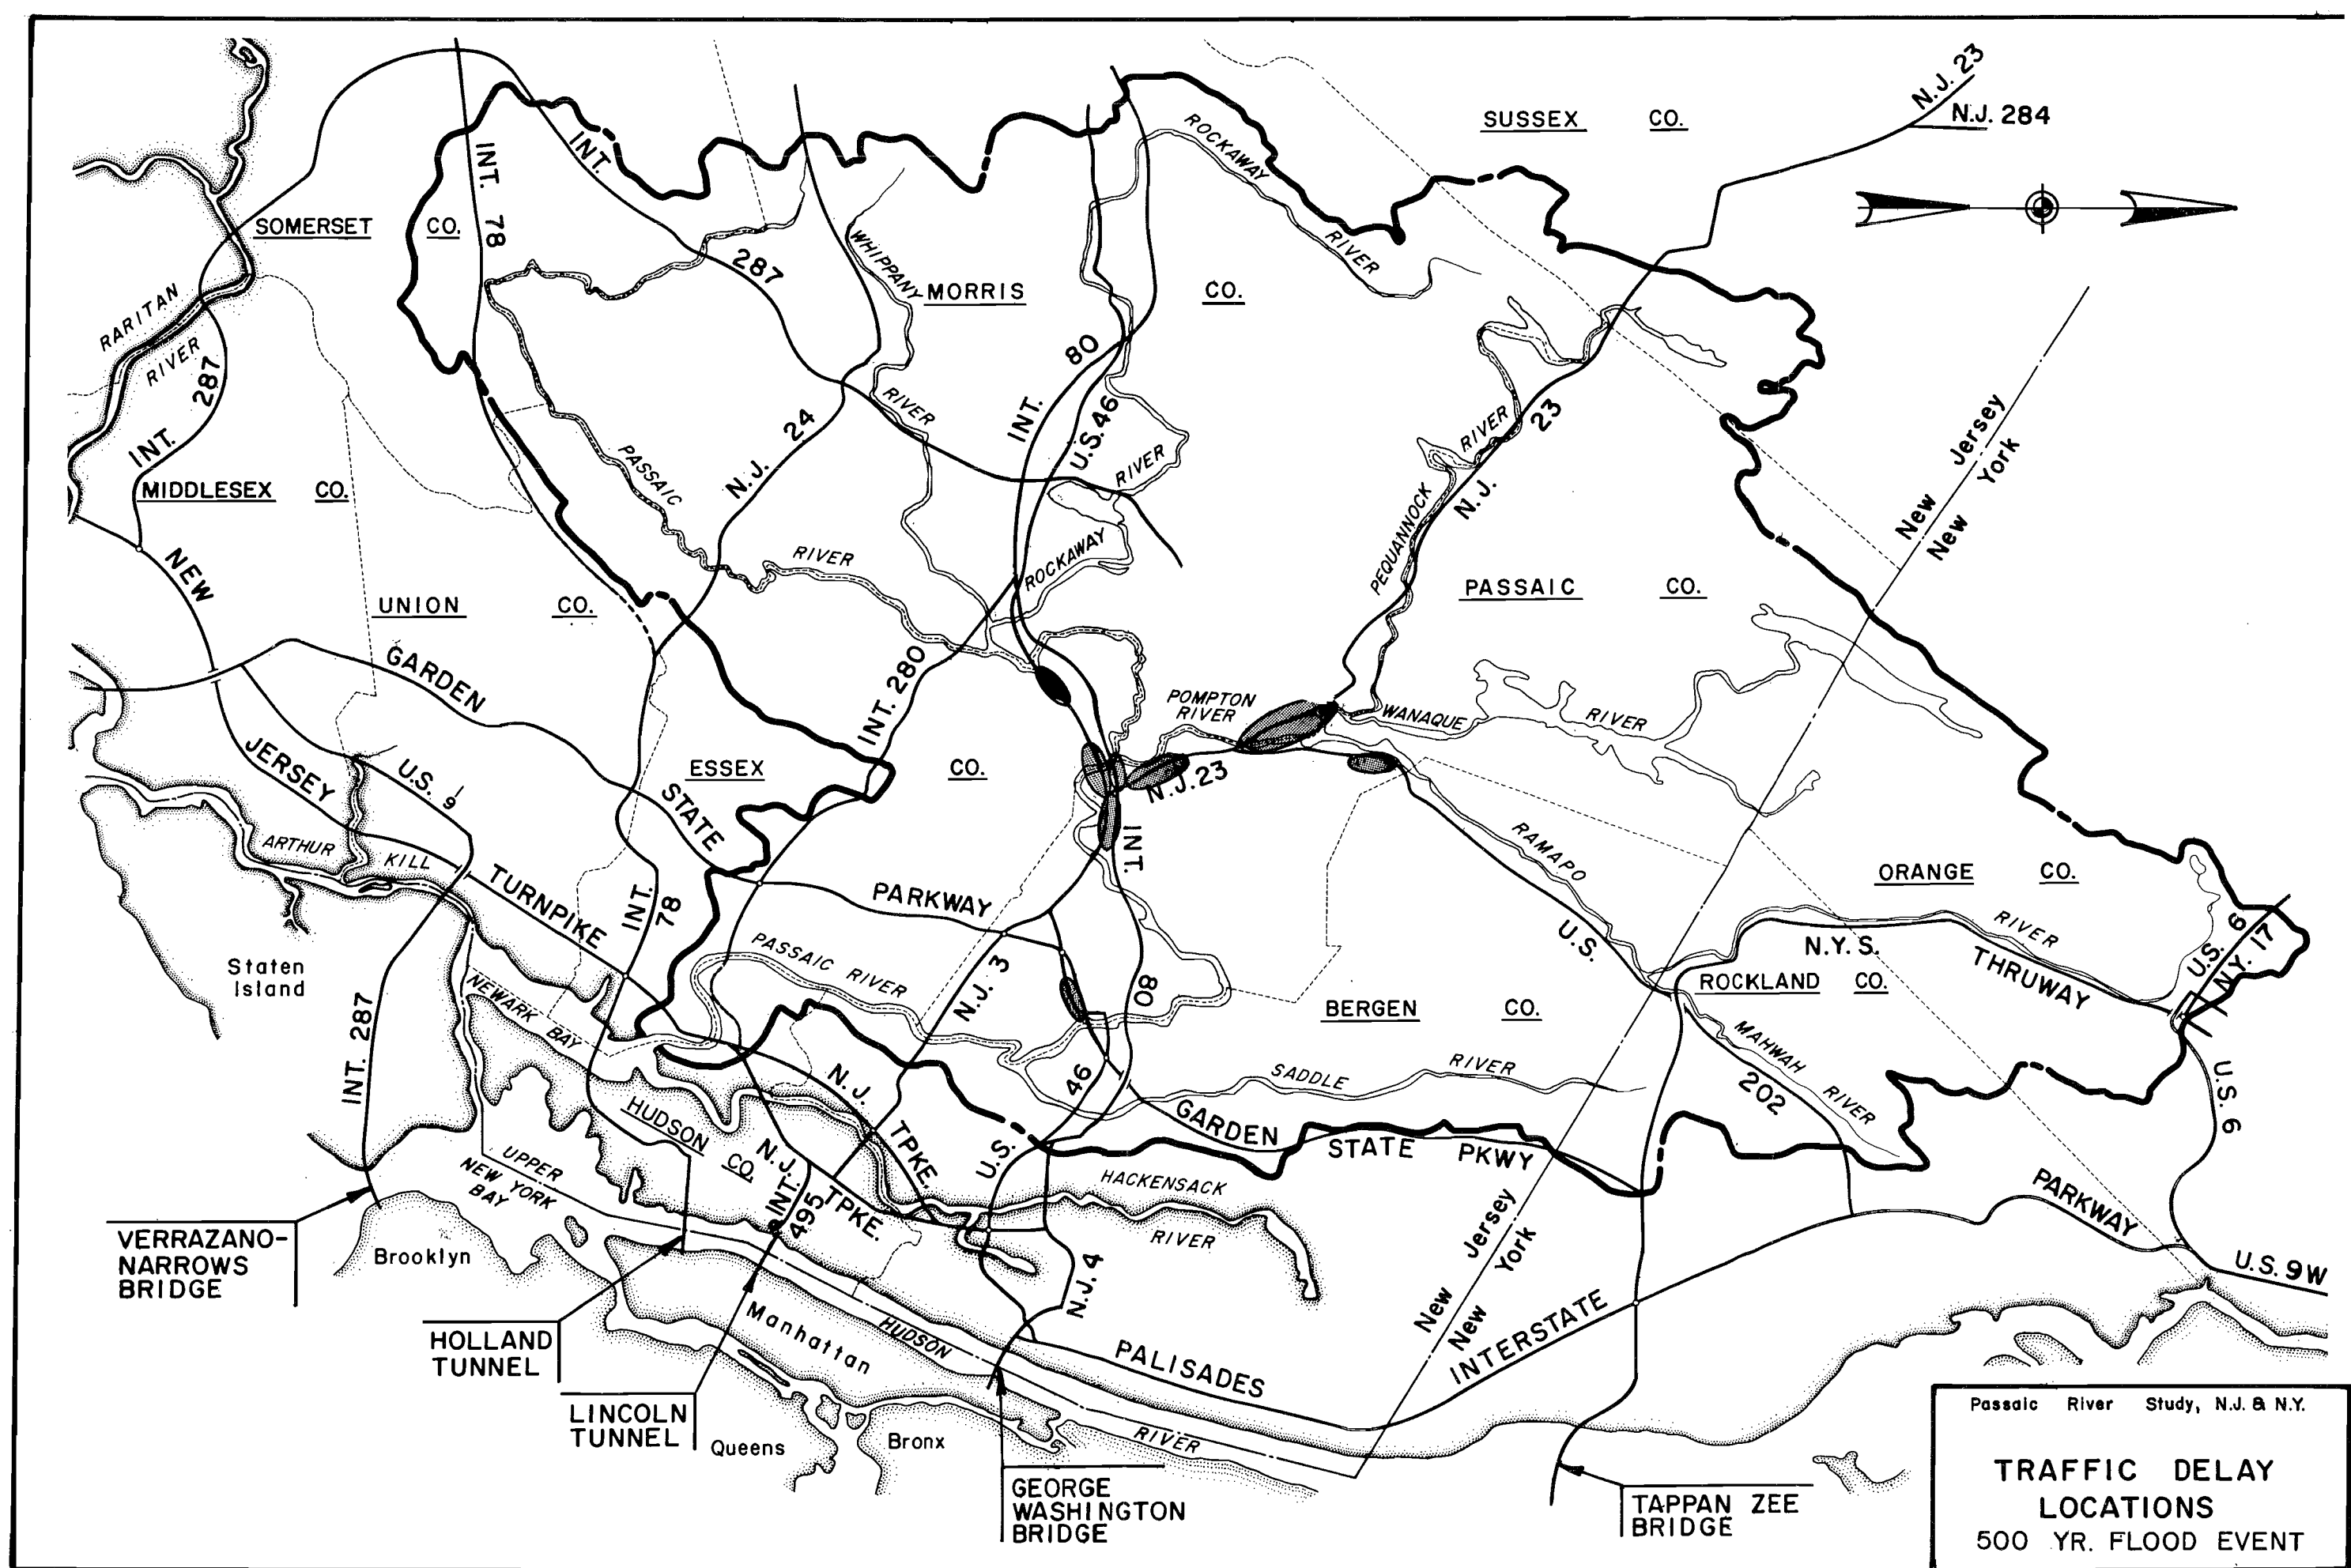 N.J. 23
N.J. 284
SUSSEX CO.
ROCKAWAY
RIVER
INT. 78
INT.
287
SOMERSET CO.
WHIPPANY
RIVER
MORRIS CO.
RARITAN
RIVER
INT. 287
INT. 80
U.S. 46
RIVER
ROCKAWAY
N.J. 24
PASSAIC
RIVER
PEQUANNOCK
RIVER
N.J. 23
New Jersey
New York
MIDDLESEX CO.
NEW
JERSEY
TURNPIKE
UNION CO.
PASSAIC CO.
GARDEN
STATE
PARKWAY
INT. 280
POMPTON
RIVER
WANAQUE
RIVER
U.S. 9
ESSEX CO.
N.J. 23
INT.
80
RAMAPO
RIVER
ARTHUR KILL
ORANGE CO.
INT. 78
U.S. 6
N.Y. 17
N.Y.S.
THRUWAY
U.S.
202
ROCKLAND CO.
Staten
Island
PASSAIC RIVER
N.J. 3
NEWARK BAY
BERGEN CO.
MAHWAH
RIVER
INT. 287
SADDLE RIVER
U.S. 46
N.J.
TPKE.
HUDSON
CO.
GARDEN
STATE PKWY
U.S. 6
UPPER
NEW YORK
BAY
N.J.
TPKE.
INT.
495
HACKENSACK
RIVER
New Jersey
New York
PARKWAY
U.S. 9W
VERRAZANO-
NARROWS
BRIDGE
Brooklyn
N.J. 4
HOLLAND
TUNNEL
Manhattan
HUDSON
RIVER
PALISADES
INTERSTATE
LINCOLN
TUNNEL
Queens
Bronx
GEORGE
WASHINGTON
BRIDGE
TAPPAN ZEE
BRIDGE
Passaic River Study, N.J. & N.Y.
TRAFFIC DELAY
LOCATIONS
500 YR. FLOOD EVENT